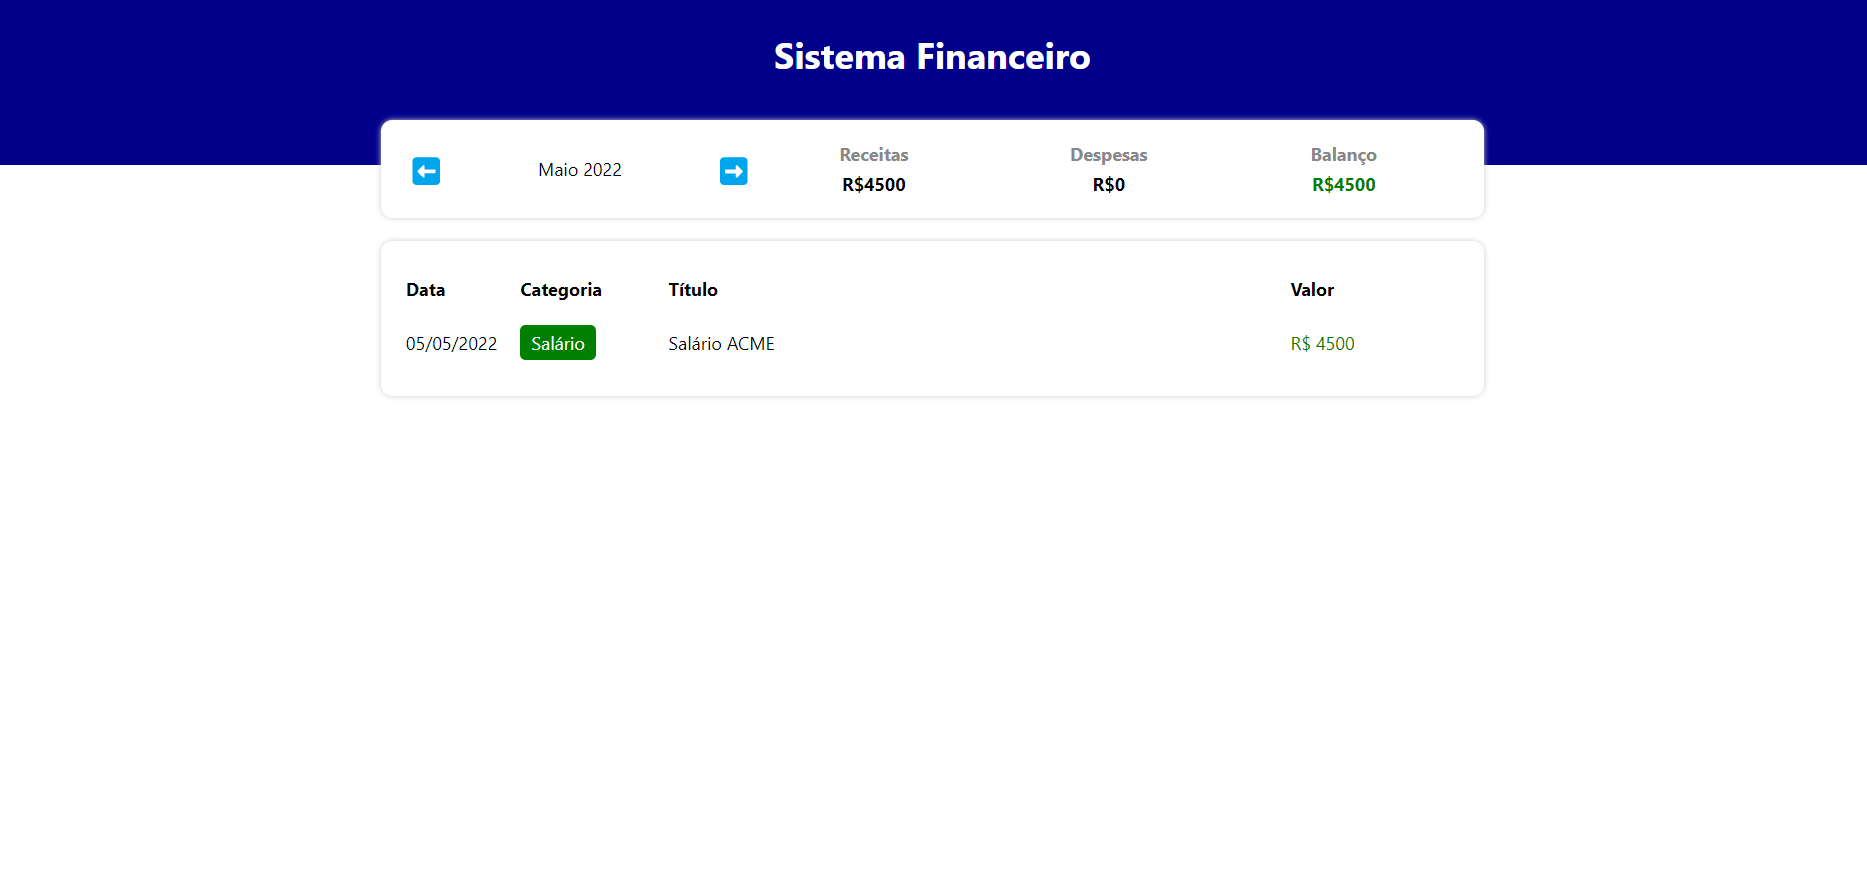 Sistema Financeiro
Maio 2022
Receitas
R$4500
Despesas
R$0
Balanço
R$4500
Data Categoria Título Valor
05/05/2022 Salário Salário ACME R$ 4500